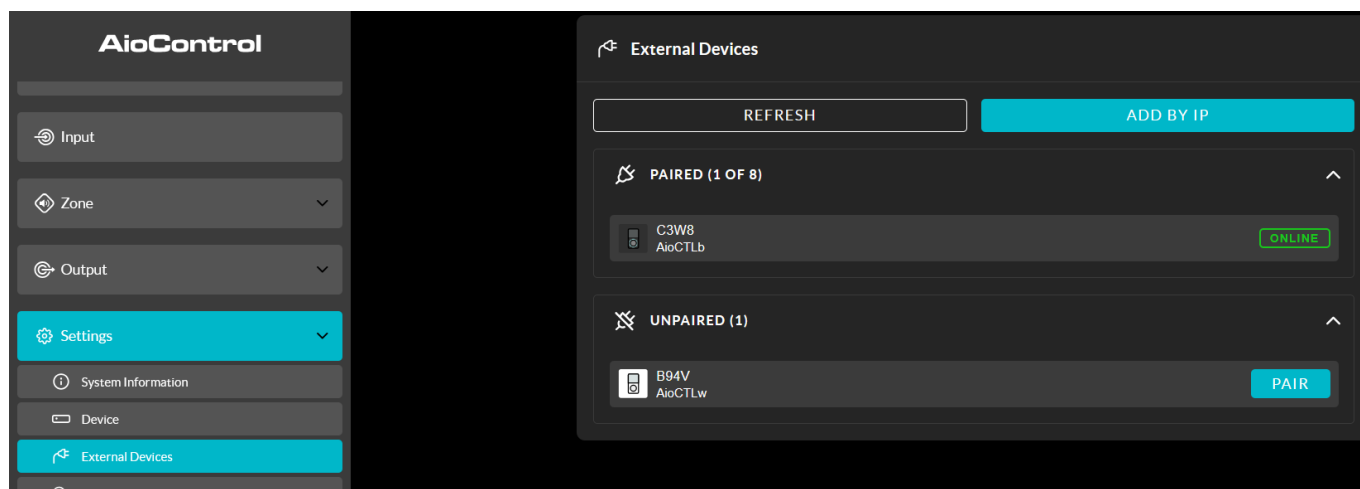 AioControl
Input
Zone
Output
Settings
System Information
Device
External Devices
External Devices
REFRESH
ADD BY IP
PAIRED (1 OF 8)
C3W8
AioCTLb
ONLINE
UNPAIRED (1)
B94V
AioCTLw
PAIR